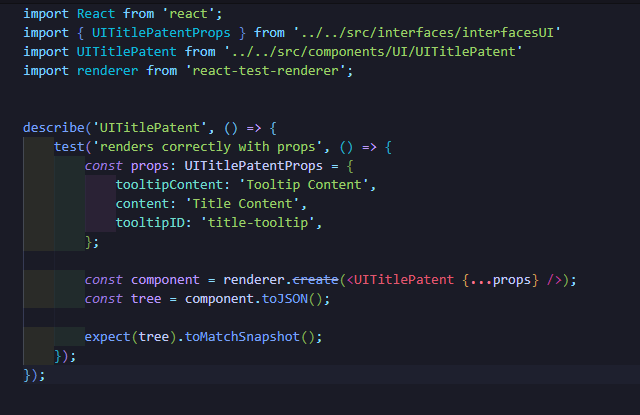 import React from 'react';
import { UITitlePatentProps } from '../../src/interfaces/interfacesUI'
import UITitlePatent from '../../src/components/UI/UITitlePatent'
import renderer from 'react-test-renderer';
describe('UITitlePatent', () => {
test('renders correctly with props', () => {
const props: UITitlePatentProps = {
tooltipContent: 'Tooltip Content',
content: 'Title Content',
tooltipID: 'title-tooltip',
};
const component = renderer.create(<UITitlePatent {...props} />);
const tree = component.toJSON();
expect(tree).toMatchSnapshot();
});
});